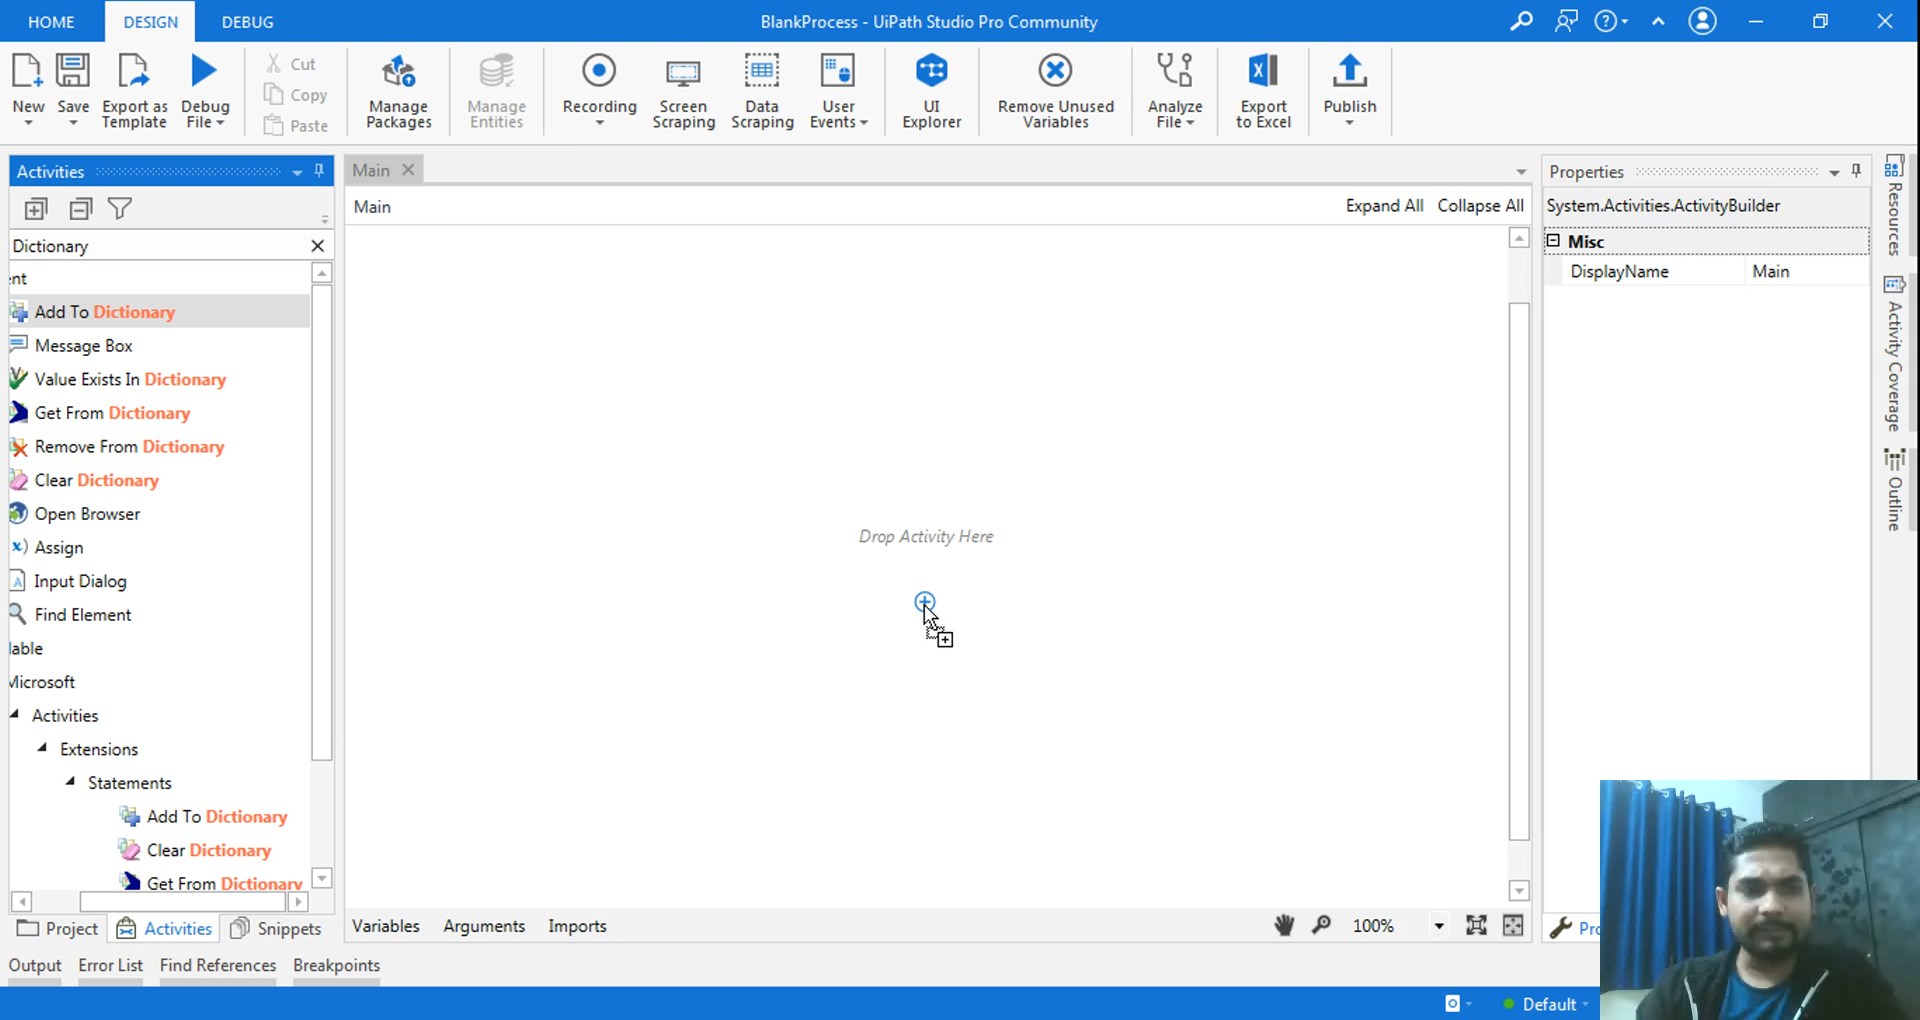 HOME DESIGN DEBUG BlankProcess - UiPath Studio Pro Community
New Save Export as Template Debug File Cut Copy Paste Manage Packages Manage Entities Recording Screen Scraping Data Scraping User Events UI Explorer Remove Unused Variables Analyze File Export to Excel Publish
Activities Main Properties
Main Expand All Collapse All System.Activities.ActivityBuilder
Dictionary Misc
ent DisplayName Main
Add To Dictionary
Message Box
Value Exists In Dictionary
Get From Dictionary
Remove From Dictionary
Clear Dictionary
Open Browser
Drop Activity Here
Assign
Input Dialog
Find Element
lable
Microsoft
Activities
Extensions
Statements
Add To Dictionary
Clear Dictionary
Get From Dictionary
Project Activities Snippets Variables Arguments Imports 100% Pro
Output Error List Find References Breakpoints
Default
Resources
Activity Coverage
Outline